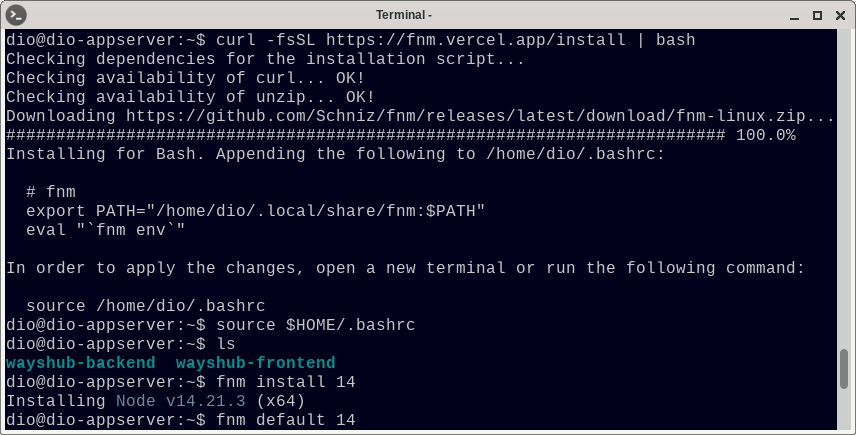 Terminal -
dio@dio-appserver:~$ curl -fsSL https://fnm.vercel.app/install | bash
Checking dependencies for the installation script...
Checking availability of curl... OK!
Checking availability of unzip... OK!
Downloading https://github.com/Schniz/fnm/releases/latest/download/fnm-linux.zip...
######################################################################## 100.0%
Installing for Bash. Appending the following to /home/dio/.bashrc:
# fnm
export PATH="/home/dio/.local/share/fnm:$PATH"
eval "`fnm env`"
In order to apply the changes, open a new terminal or run the following command:
source /home/dio/.bashrc
dio@dio-appserver:~$ source $HOME/.bashrc
dio@dio-appserver:~$ ls
wayshub-backend  wayshub-frontend
dio@dio-appserver:~$ fnm install 14
Installing Node v14.21.3 (x64)
dio@dio-appserver:~$ fnm default 14